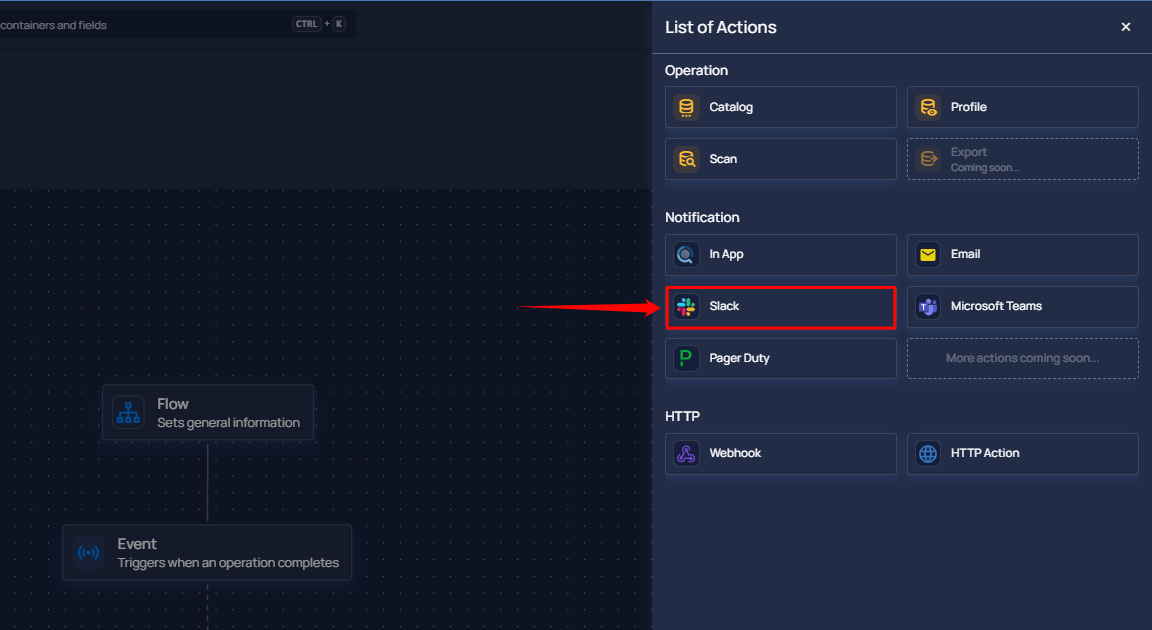 containers and fields
CTRL + K
List of Actions
Operation
Catalog
Profile
Scan
Export
Coming soon...
Notification
In App
Email
Slack
Microsoft Teams
Pager Duty
More actions coming soon...
HTTP
Webhook
HTTP Action
Flow
Sets general information
Event
Triggers when an operation completes